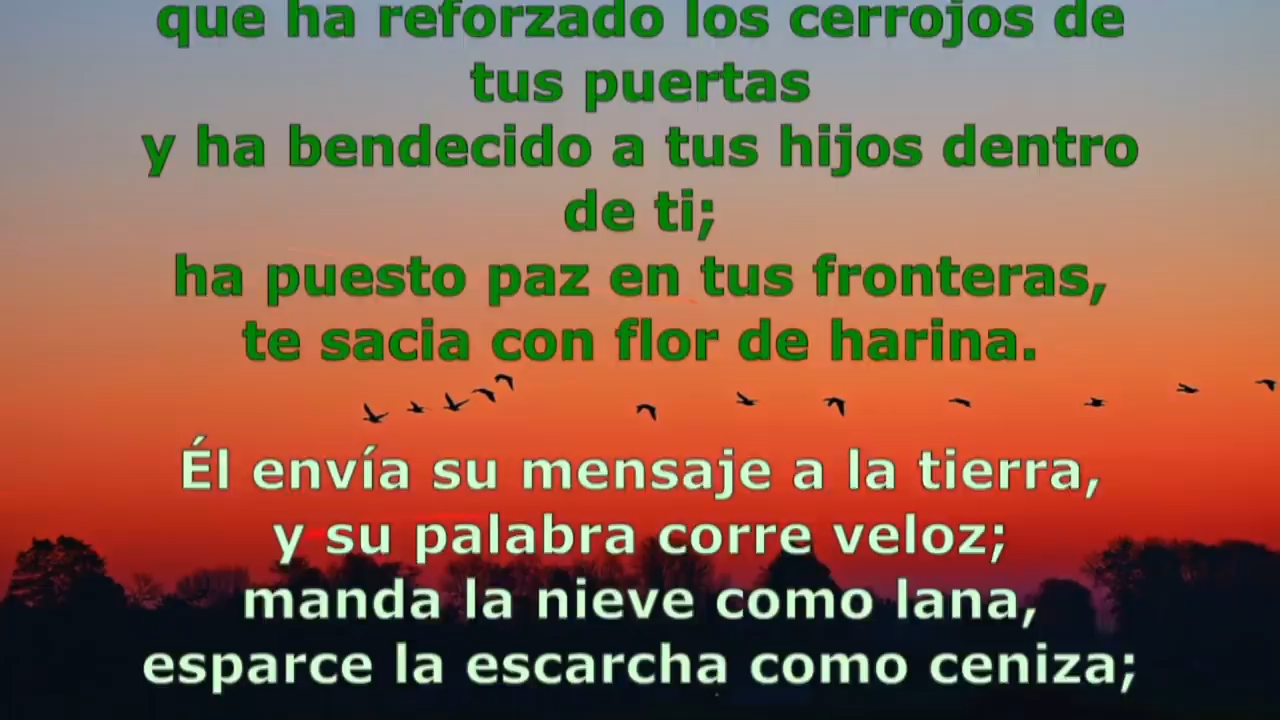 que ha reforzado los cerrojos de
tus puertas
y ha bendecido a tus hijos dentro
de ti;
ha puesto paz en tus fronteras,
te sacia con flor de harina.
Él envía su mensaje a la tierra,
y su palabra corre veloz;
manda la nieve como lana,
esparce la escarcha como ceniza;